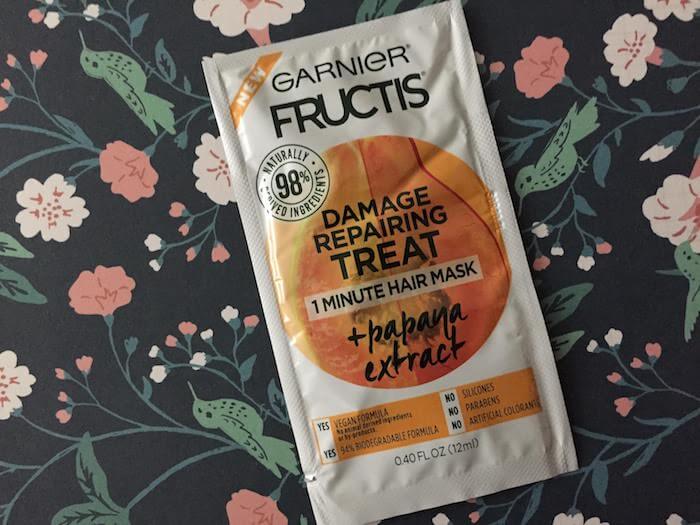 NEW
GARNIER®
FRUCTIS®
NATURALLY
98%
DERIVED INGREDIENTS
DAMAGE
REPAIRING
TREAT
1 MINUTE HAIR MASK
+papaya
extract
YES VEGAN FORMULA
No animal derived ingredients
or by-products.
YES 94% BIODEGRADABLE FORMULA
NO SILICONES
NO PARABENS
NO ARTIFICIAL COLORANTS
0.40 FL OZ (12ml)